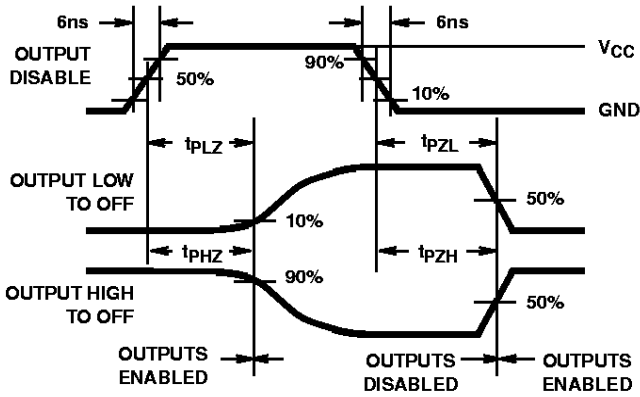 6ns
6ns
OUTPUT
DISABLE
50%
90%
10%
VCC
GND
tPLZ
tPZL
OUTPUT LOW
TO OFF
10%
50%
tPHZ
tPZH
OUTPUT HIGH
TO OFF
90%
50%
OUTPUTS
ENABLED
OUTPUTS
DISABLED
OUTPUTS
ENABLED